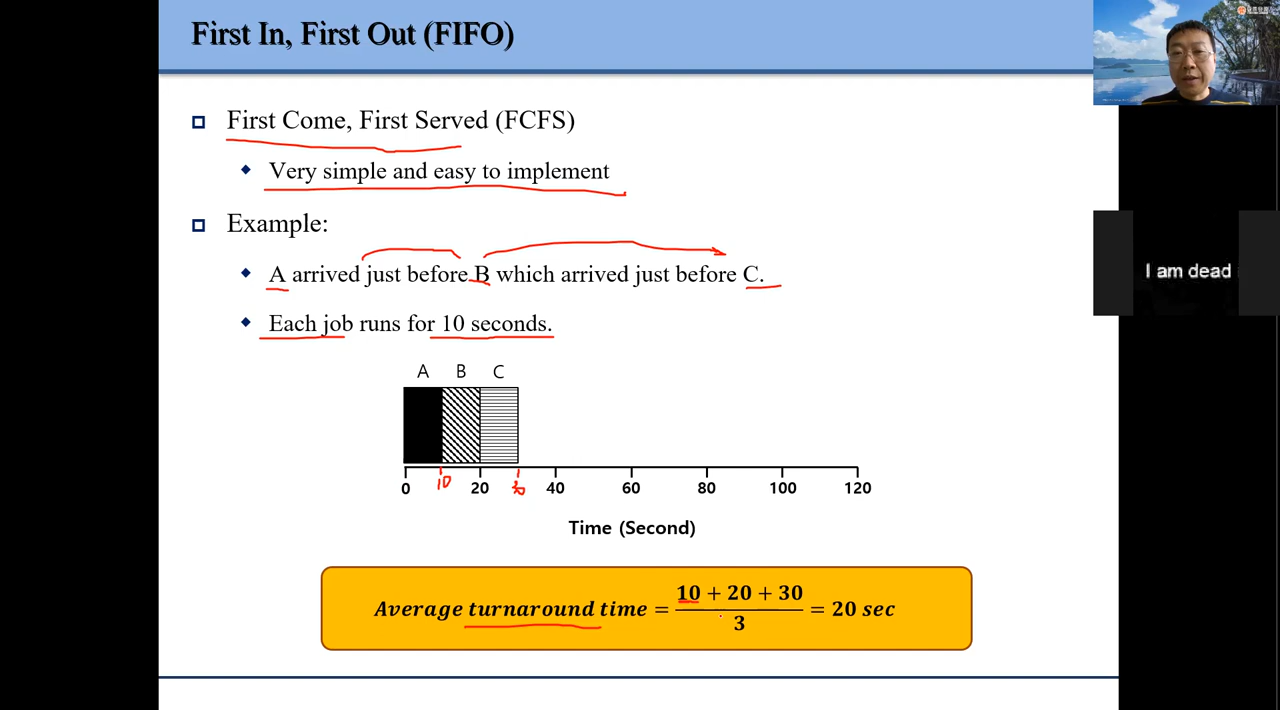 First In, First Out (FIFO)
First Come, First Served (FCFS)
Very simple and easy to implement
Example:
A arrived just before B which arrived just before C.
Each job runs for 10 seconds.
A B C
0 10 20 30 40 60 80 100 120
Time (Second)
Average turnaround time = \frac{10 + 20 + 30}{3} = 20 sec
I am dead